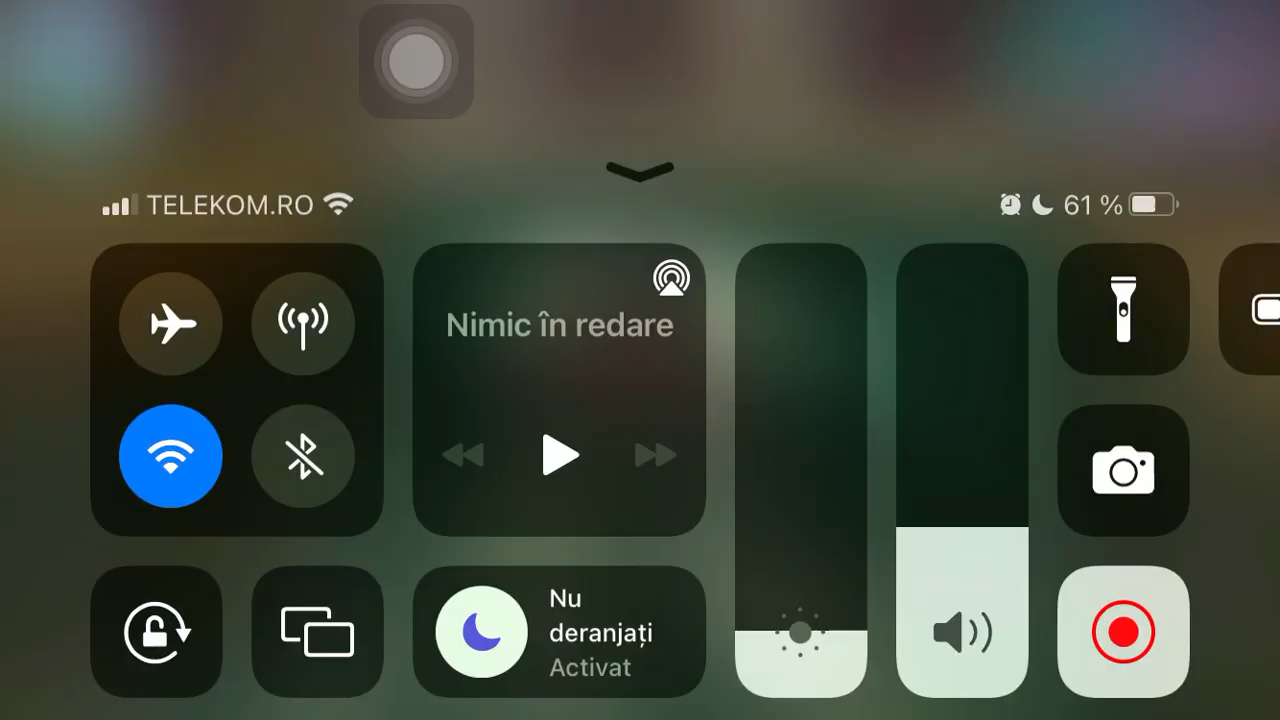 TELEKOM.RO
61 %
Nimic în redare
Nu
deranjați
Activat